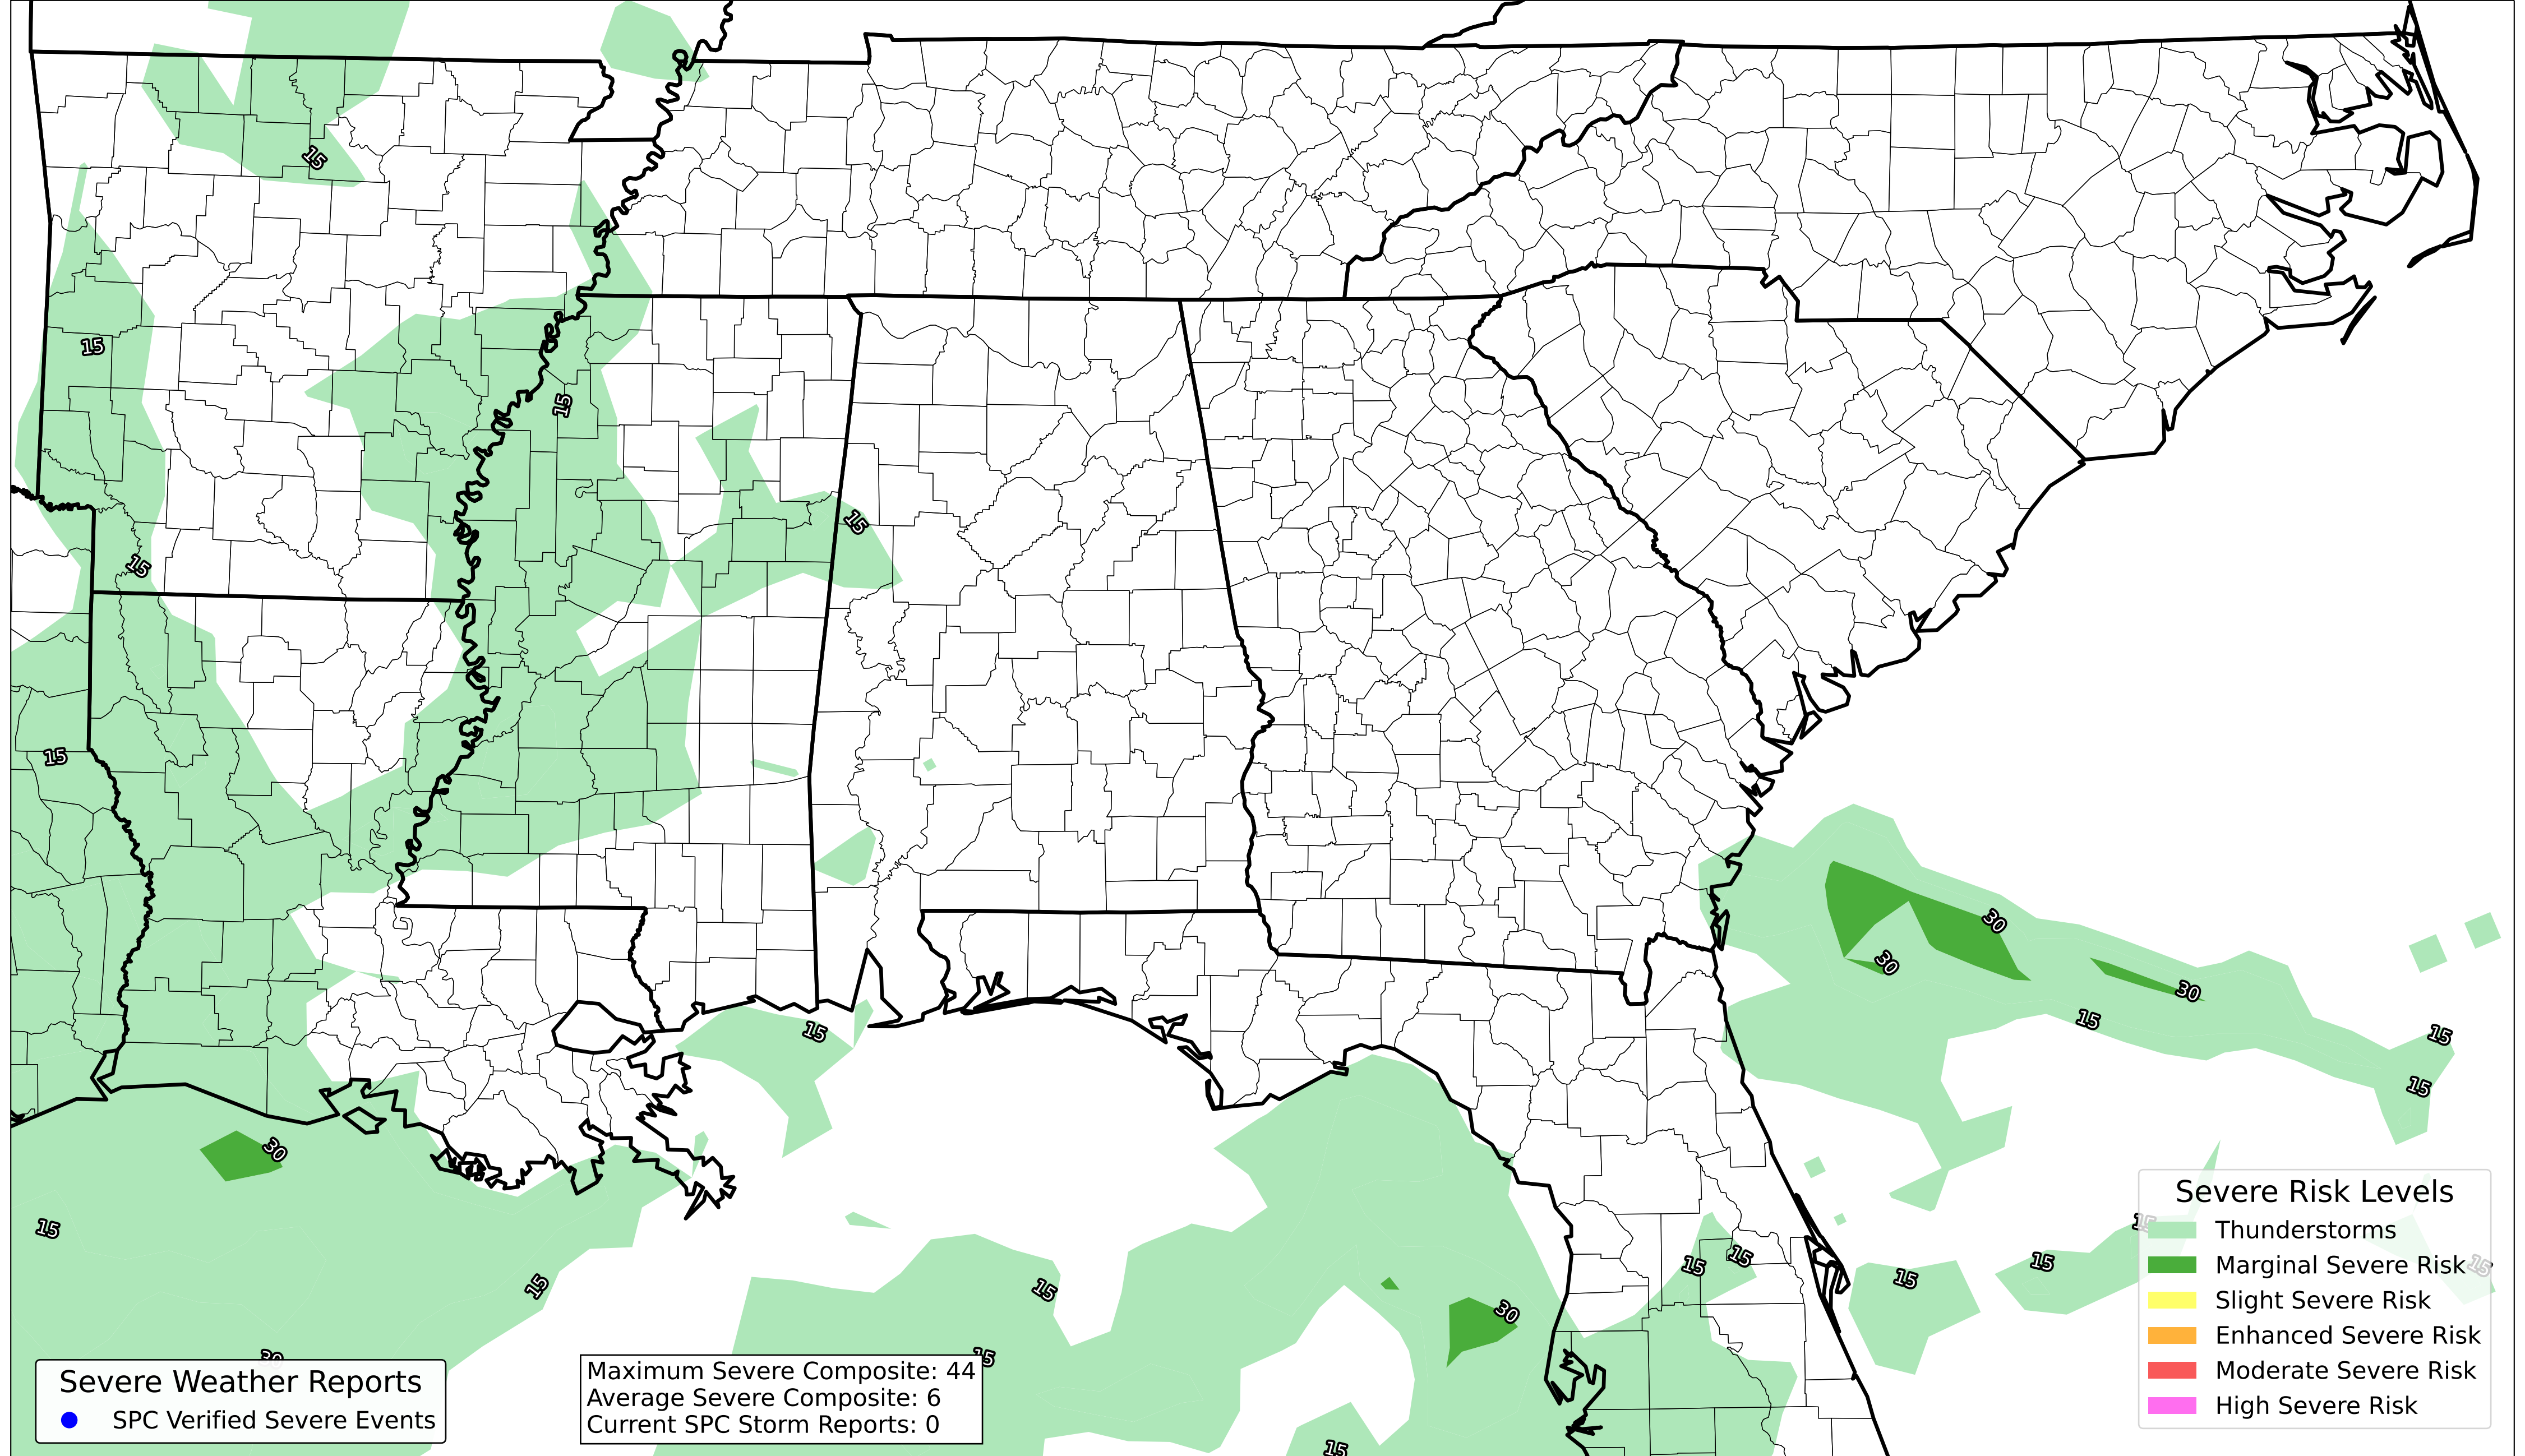 15
15
15
15
15
15
30
30
30
15
15
15
15
30
15
15
15
15
15
15
15
15
30
15
30
15
Severe Weather Reports
SPC Verified Severe Events
Maximum Severe Composite: 44
Average Severe Composite: 6
Current SPC Storm Reports: 0
Severe Risk Levels
Thunderstorms
Marginal Severe Risk
Slight Severe Risk
Enhanced Severe Risk
Moderate Severe Risk
High Severe Risk
15